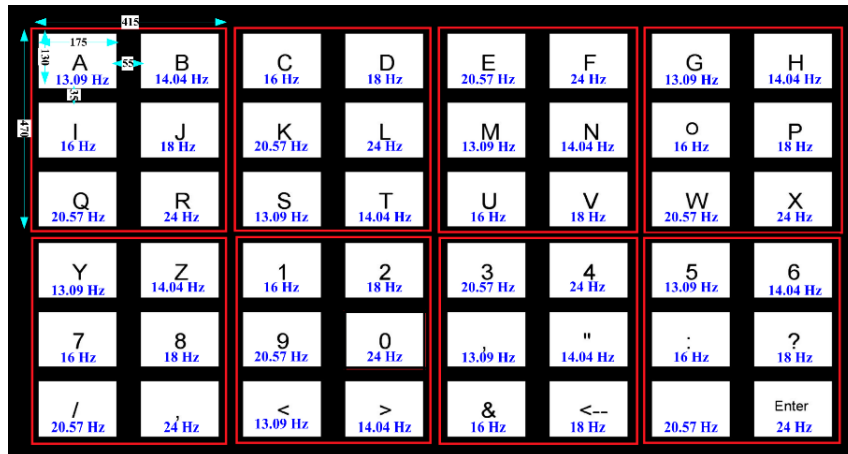 415
175
A B C D E F G H
130 55
13.09 Hz 14.04 Hz 16 Hz 18 Hz 20.57 Hz 24 Hz 13.09 Hz 14.04 Hz
35
470
I J K L M N O P
16 Hz 18 Hz 20.57 Hz 24 Hz 13.09 Hz 14.04 Hz 16 Hz 18 Hz
Q R S T U V W X
20.57 Hz 24 Hz 13.09 Hz 14.04 Hz 16 Hz 18 Hz 20.57 Hz 24 Hz
Y Z 1 2 3 4 5 6
13.09 Hz 14.04 Hz 16 Hz 18 Hz 20.57 Hz 24 Hz 13.09 Hz 14.04 Hz
7 8 9 0 , " : ?
16 Hz 18 Hz 20.57 Hz 24 Hz 13.09 Hz 14.04 Hz 16 Hz 18 Hz
/ , < > & <-- Enter
20.57 Hz 24 Hz 13.09 Hz 14.04 Hz 16 Hz 18 Hz 20.57 Hz 24 Hz